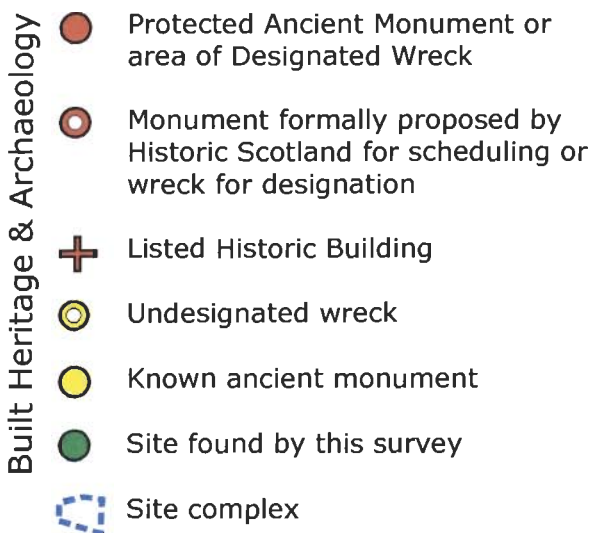 Built Heritage & Archaeology
Protected Ancient Monument or
area of Designated Wreck
Monument formally proposed by
Historic Scotland for scheduling or
wreck for designation
Listed Historic Building
Undesignated wreck
Known ancient monument
Site found by this survey
Site complex